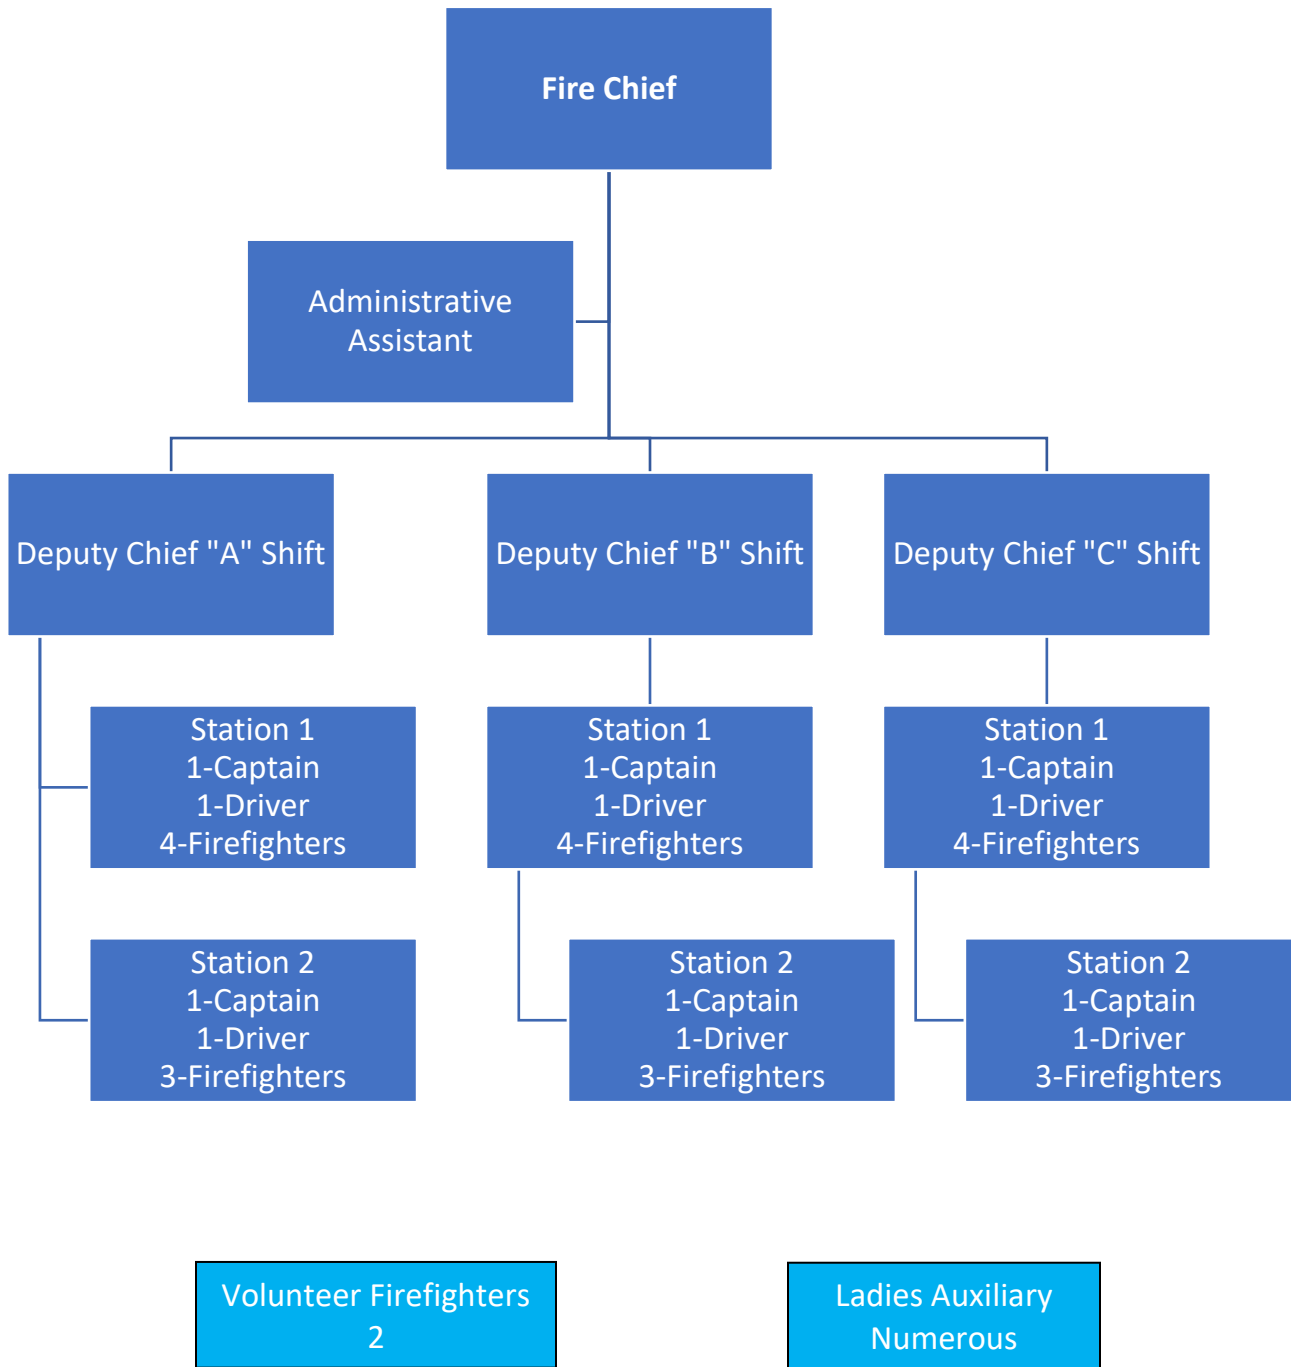 Fire Chief
Administrative
Assistant
Deputy Chief "A" Shift
Deputy Chief "B" Shift
Deputy Chief "C" Shift
Station 1
1-Captain
1-Driver
4-Firefighters
Station 1
1-Captain
1-Driver
4-Firefighters
Station 1
1-Captain
1-Driver
4-Firefighters
Station 2
1-Captain
1-Driver
3-Firefighters
Station 2
1-Captain
1-Driver
3-Firefighters
Station 2
1-Captain
1-Driver
3-Firefighters
Volunteer Firefighters
2
Ladies Auxiliary
Numerous